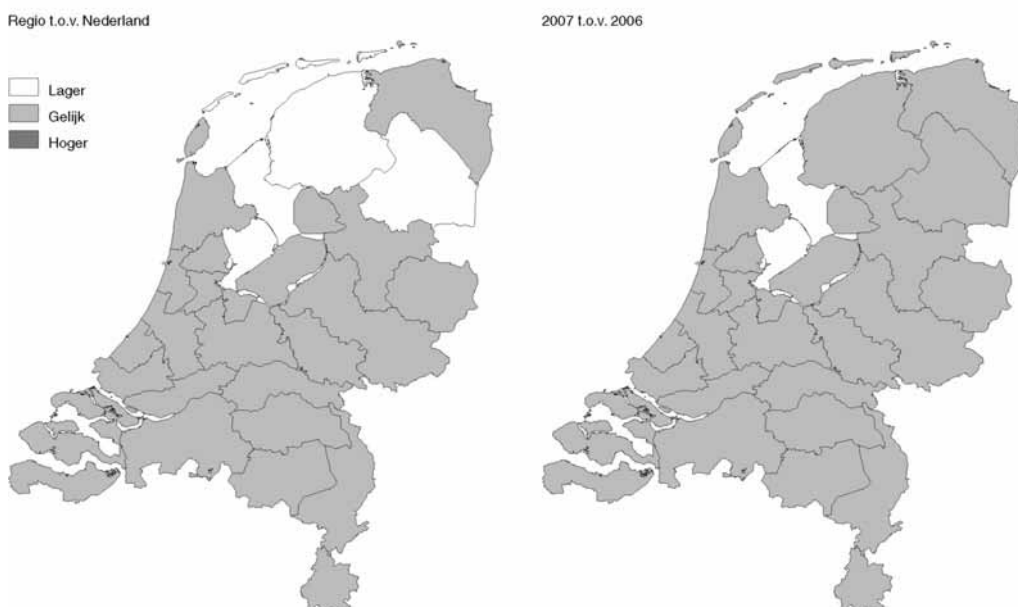 Regio t.o.v. Nederland
2007 t.o.v. 2006
Lager
Gelijk
Hoger